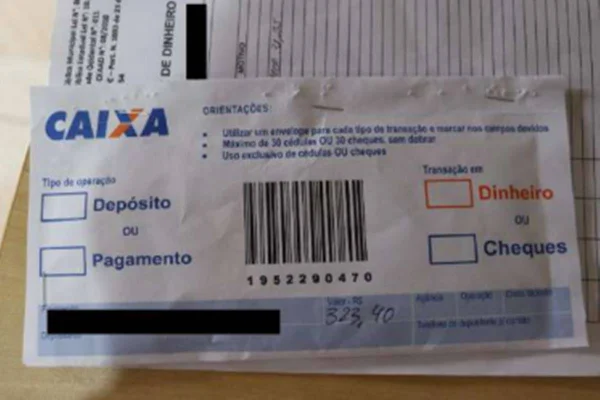 DE DINHEIRO
MOTIVO
CAIXA
ORIENTAÇÕES:
• Utilizar um envelope para cada tipo de transação e marcar nos campos devidos
• Máximo de 30 cédulas OU 30 cheques, sem dobrar
• Uso exclusivo de cédulas OU cheques
Tipo de operação
Transação em
Depósito
Dinheiro
OU
OU
Pagamento
Cheques
1952290470
Valor - R$
Agência
Operação
323,40